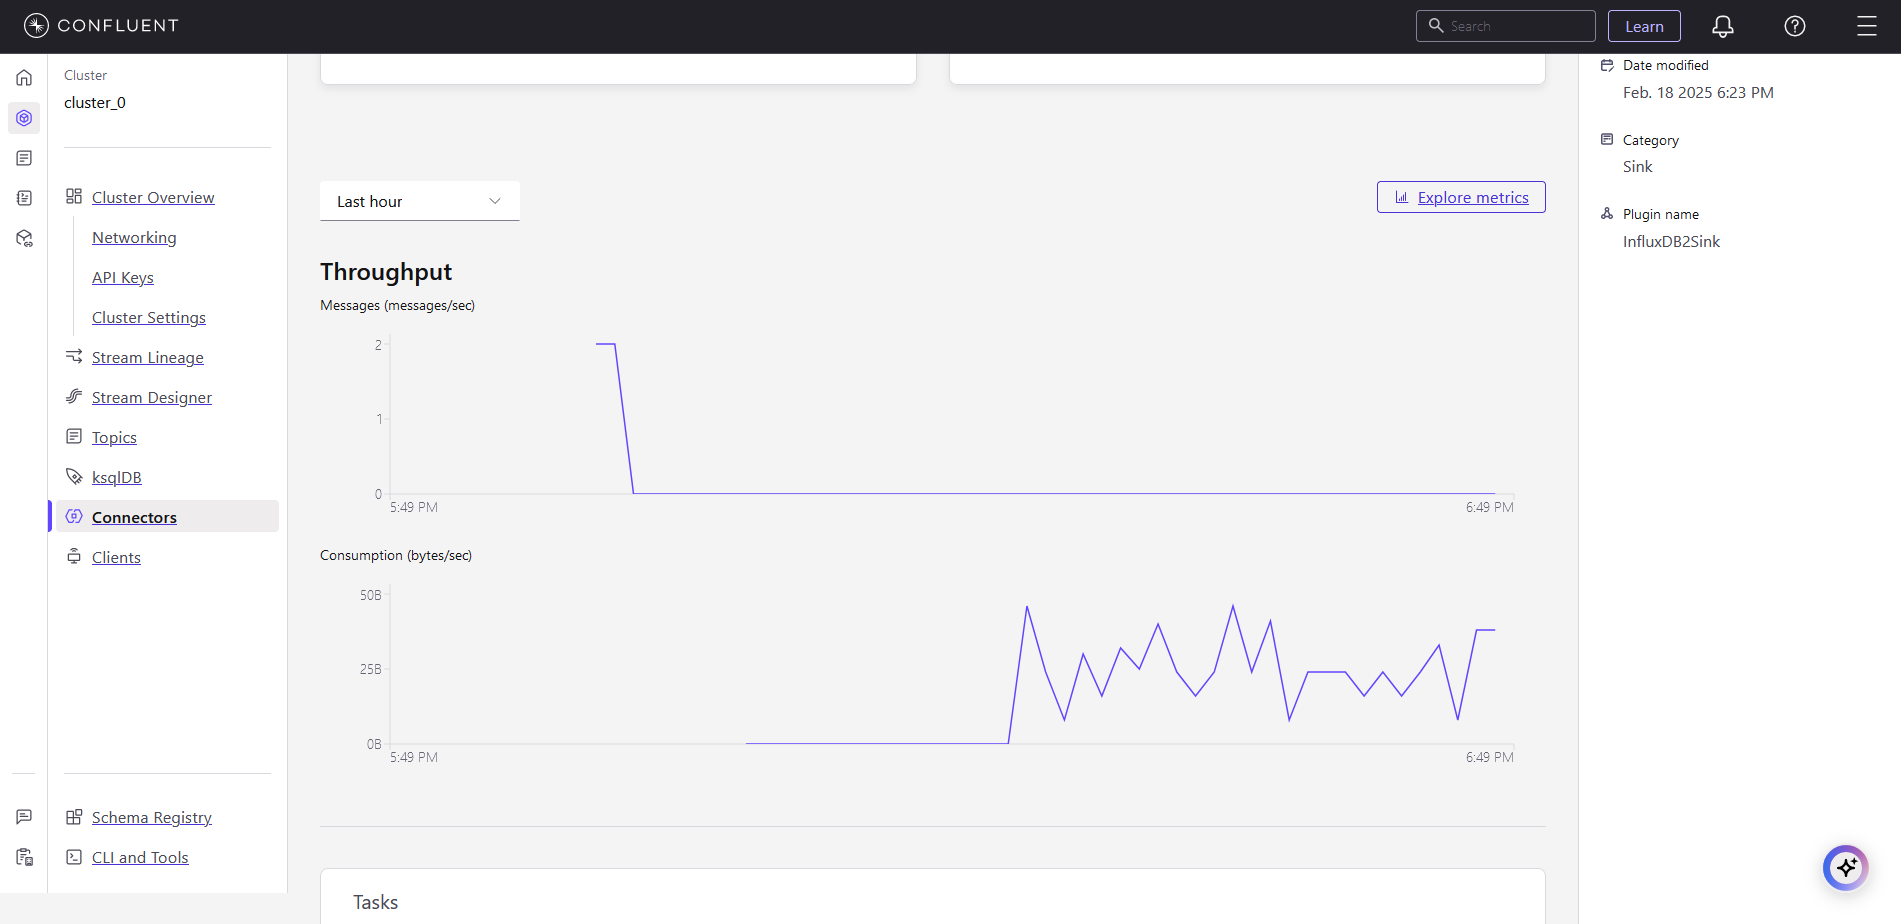 CONFLUENT
Search
Learn
Cluster
cluster_0
Cluster Overview
Networking
API Keys
Cluster Settings
Stream Lineage
Stream Designer
Topics
ksqlDB
Connectors
Clients
Schema Registry
CLI and Tools
Last hour
Explore metrics
Throughput
Messages (messages/sec)
2
1
0
5:49 PM
6:49 PM
Consumption (bytes/sec)
50B
25B
0B
5:49 PM
6:49 PM
Tasks
Date modified
Feb. 18 2025 6:23 PM
Category
Sink
Plugin name
InfluxDB2Sink